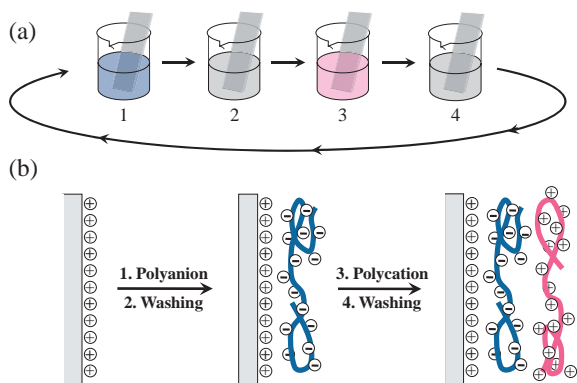 (a)
1 2 3 4
(b)
1. Polyanion
2. Washing
3. Polycation
4. Washing